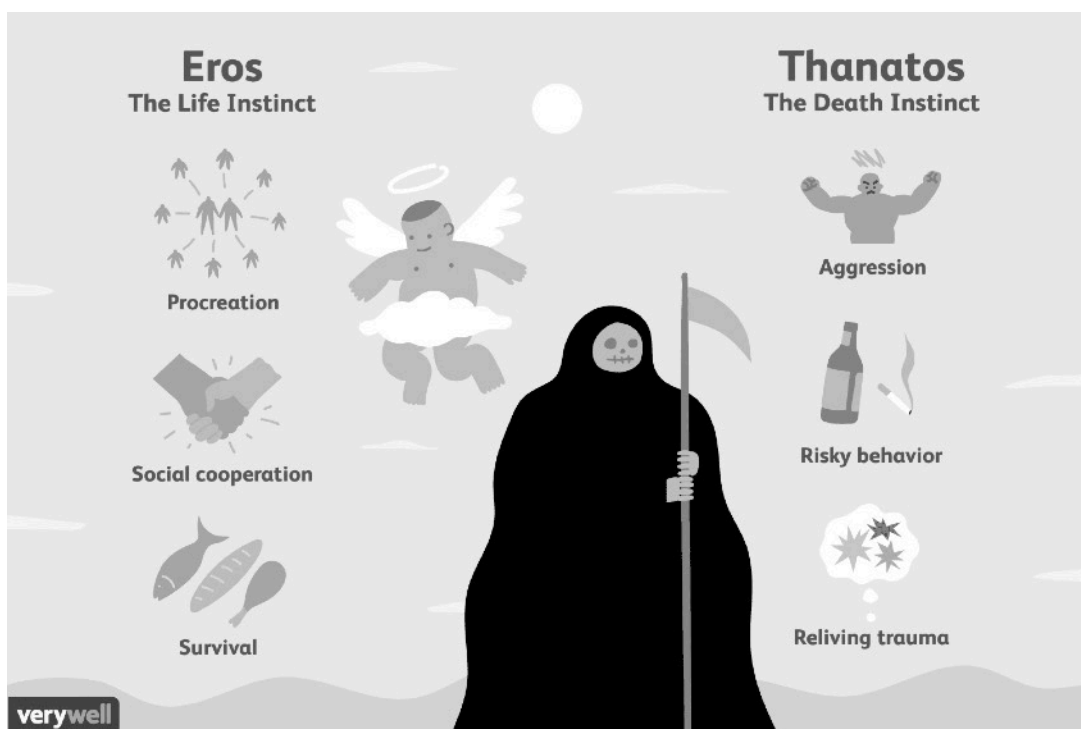 Eros
The Life Instinct
Procreation
Social cooperation
Survival
Thanatos
The Death Instinct
Aggression
Risky behavior
Reliving trauma
verywell